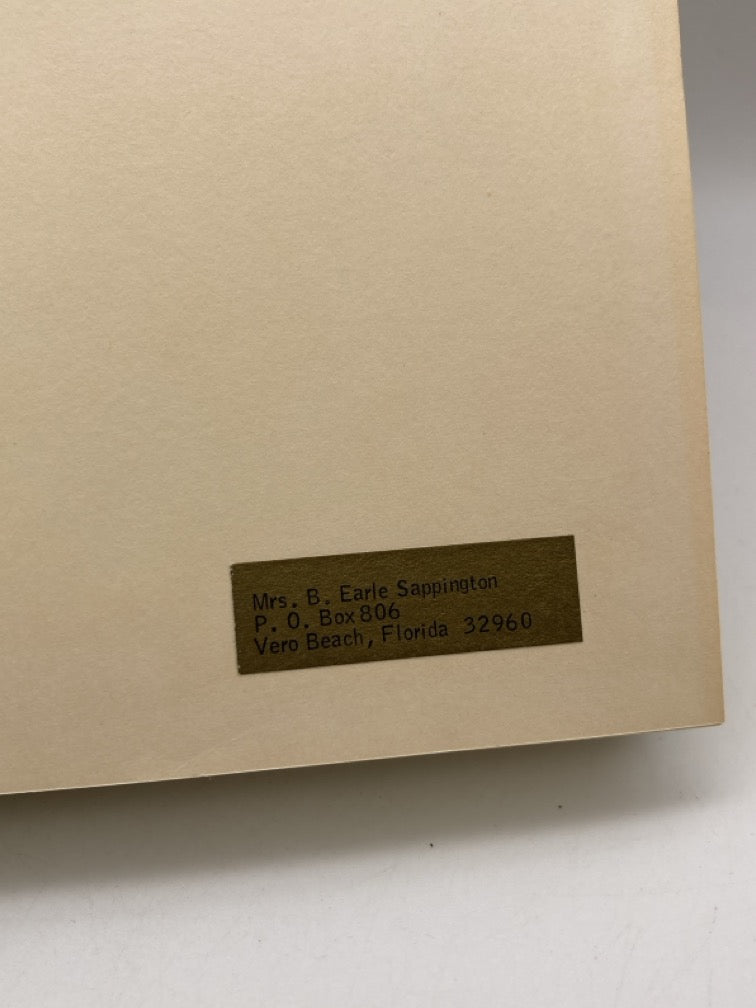 Mrs. B. Earle Sappington
P. O. Box 806
Vero Beach, Florida 32960